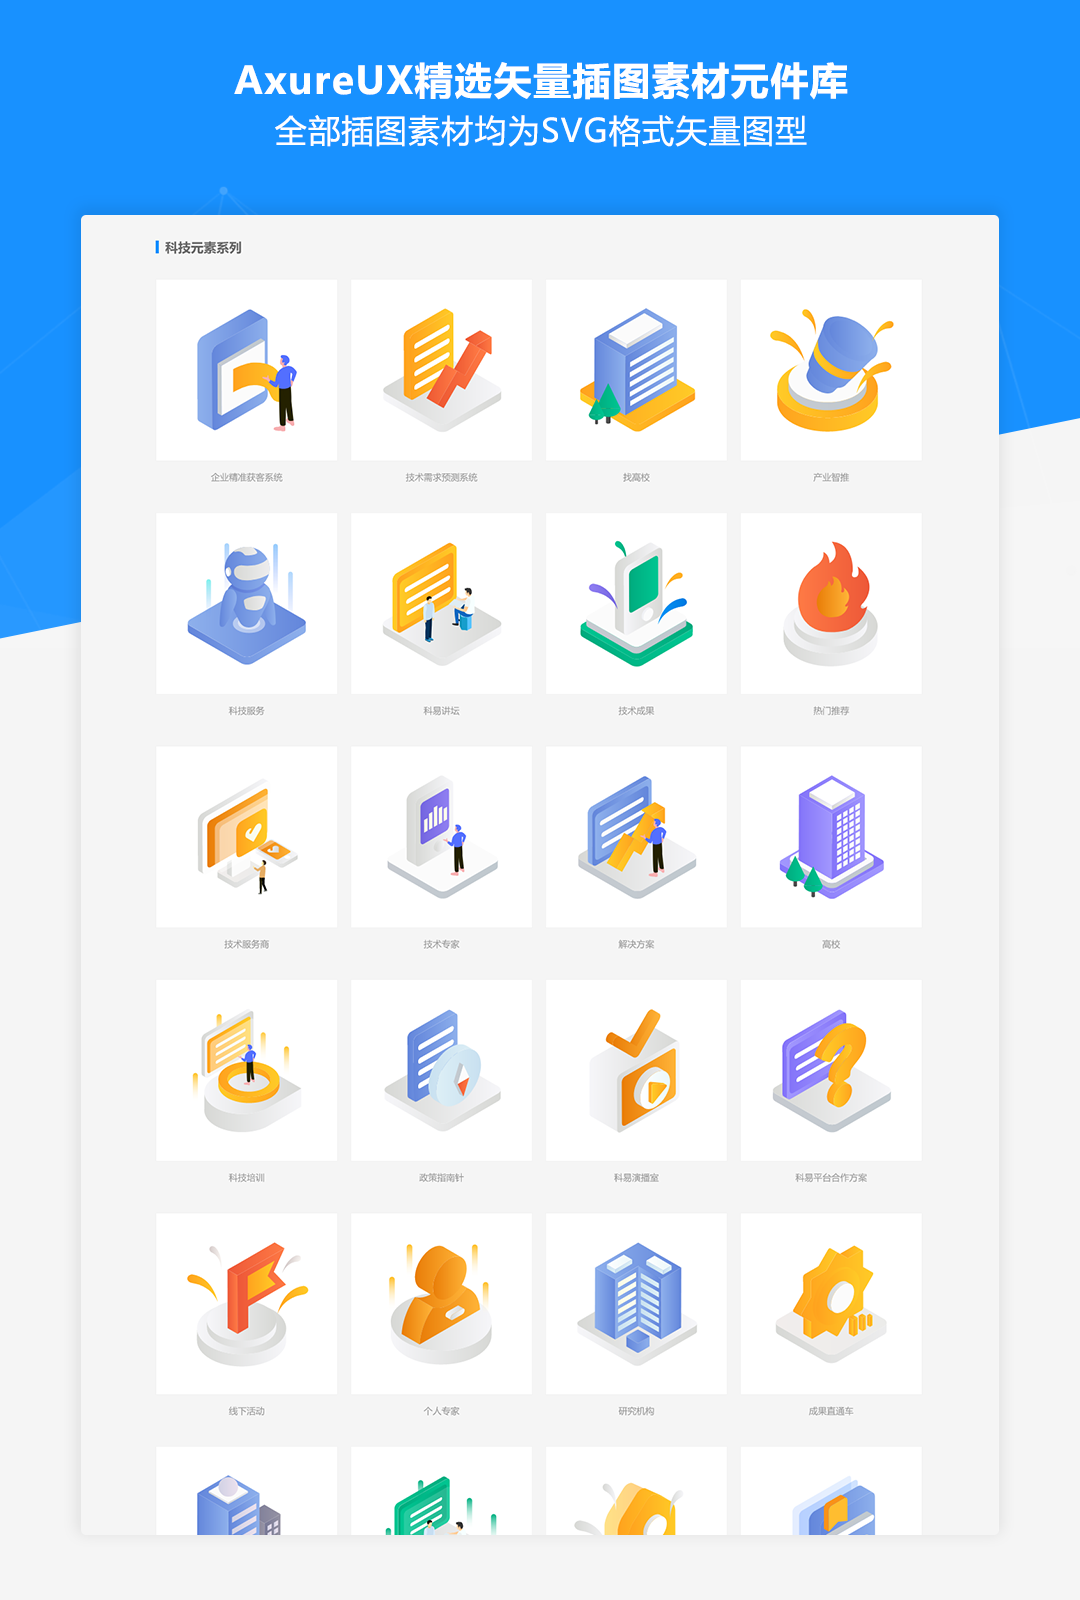 AxureUX精选矢量插图素材元件库
全部插图素材均为SVG格式矢量图型
科技元素系列
企业精准获客系统
技术需求预测系统
找高校
产业智推
科技服务
科易讲坛
技术成果
热门推荐
技术服务商
技术专家
解决方案
高校
科技培训
政策指南针
科易演播室
科易平台合作方案
线下活动
个人专家
研究机构
成果直通车